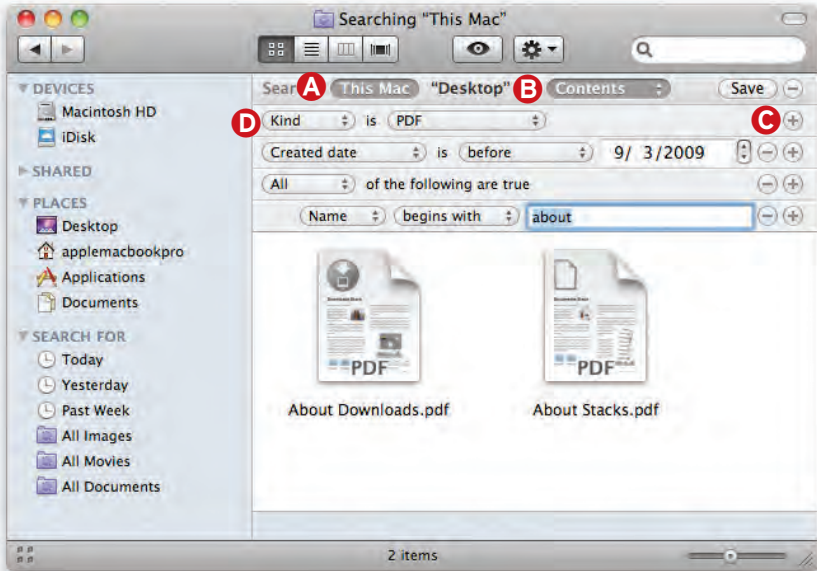 Searching “This Mac”
▼ DEVICES
Macintosh HD
iDisk
▶ SHARED
▼ PLACES
Desktop
applemacbookpro
Applications
Documents
▼ SEARCH FOR
Today
Yesterday
Past Week
All Images
All Movies
All Documents
Sear A This Mac “Desktop” B Contents Save
D Kind is PDF C
Created date is before 9/ 3/2009
All of the following are true
Name begins with about
PDF PDF
About Downloads.pdf About Stacks.pdf
2 items